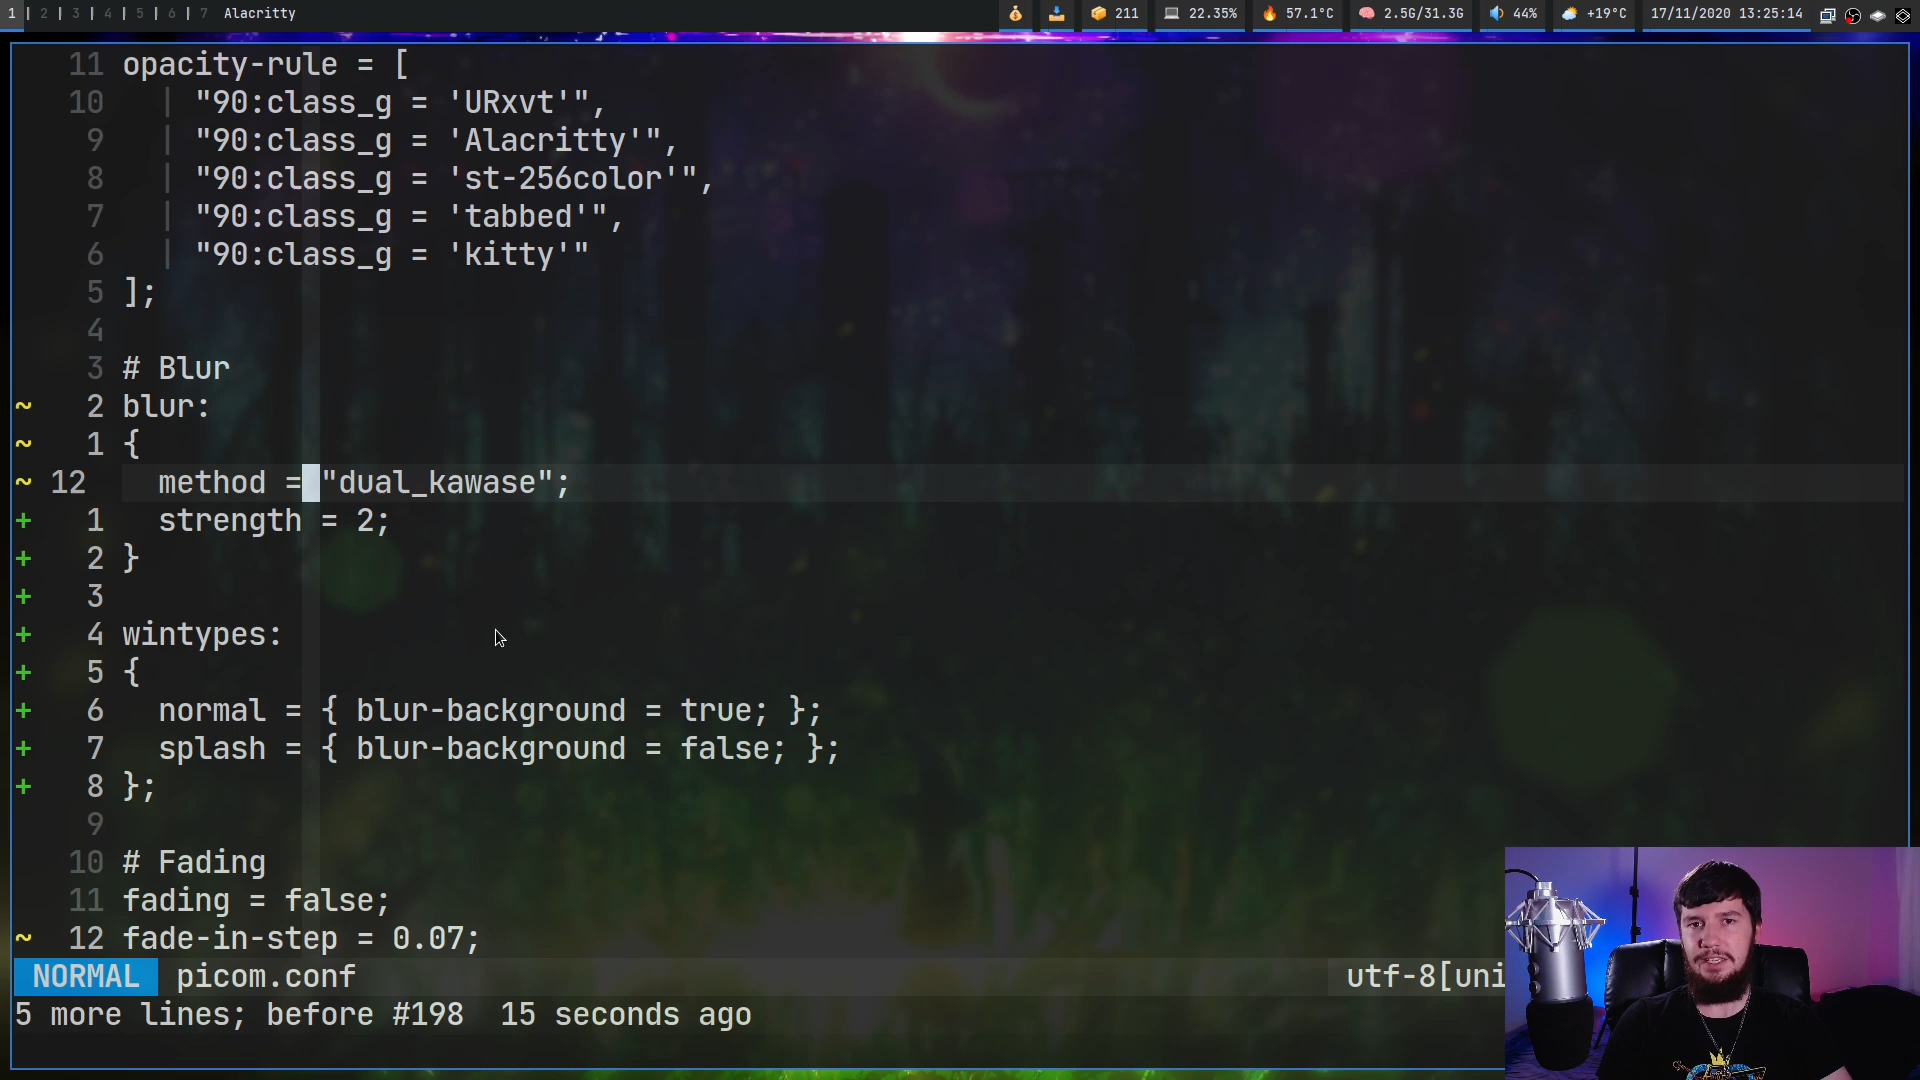 1 | 2 | 3 | 4 | 5 | 6 | 7 Alacritty 211 22.35% 57.1°C 2.5G/31.3G 44% +19°C 17/11/2020 13:25:14
11 opacity-rule = [
10 | "90:class_g = 'URxvt'",
9 | "90:class_g = 'Alacritty'",
8 | "90:class_g = 'st-256color'",
7 | "90:class_g = 'tabbed'",
6 | "90:class_g = 'kitty'"
5 ];
4
3 # Blur
~ 2 blur:
~ 1 {
~ 12 method = "dual_kawase";
+ 1 strength = 2;
+ 2 }
+ 3
+ 4 wintypes:
+ 5 {
+ 6 normal = { blur-background = true; };
+ 7 splash = { blur-background = false; };
+ 8 };
9
10 # Fading
11 fading = false;
~ 12 fade-in-step = 0.07;
NORMAL picom.conf utf-8[uni
5 more lines; before #198 15 seconds ago